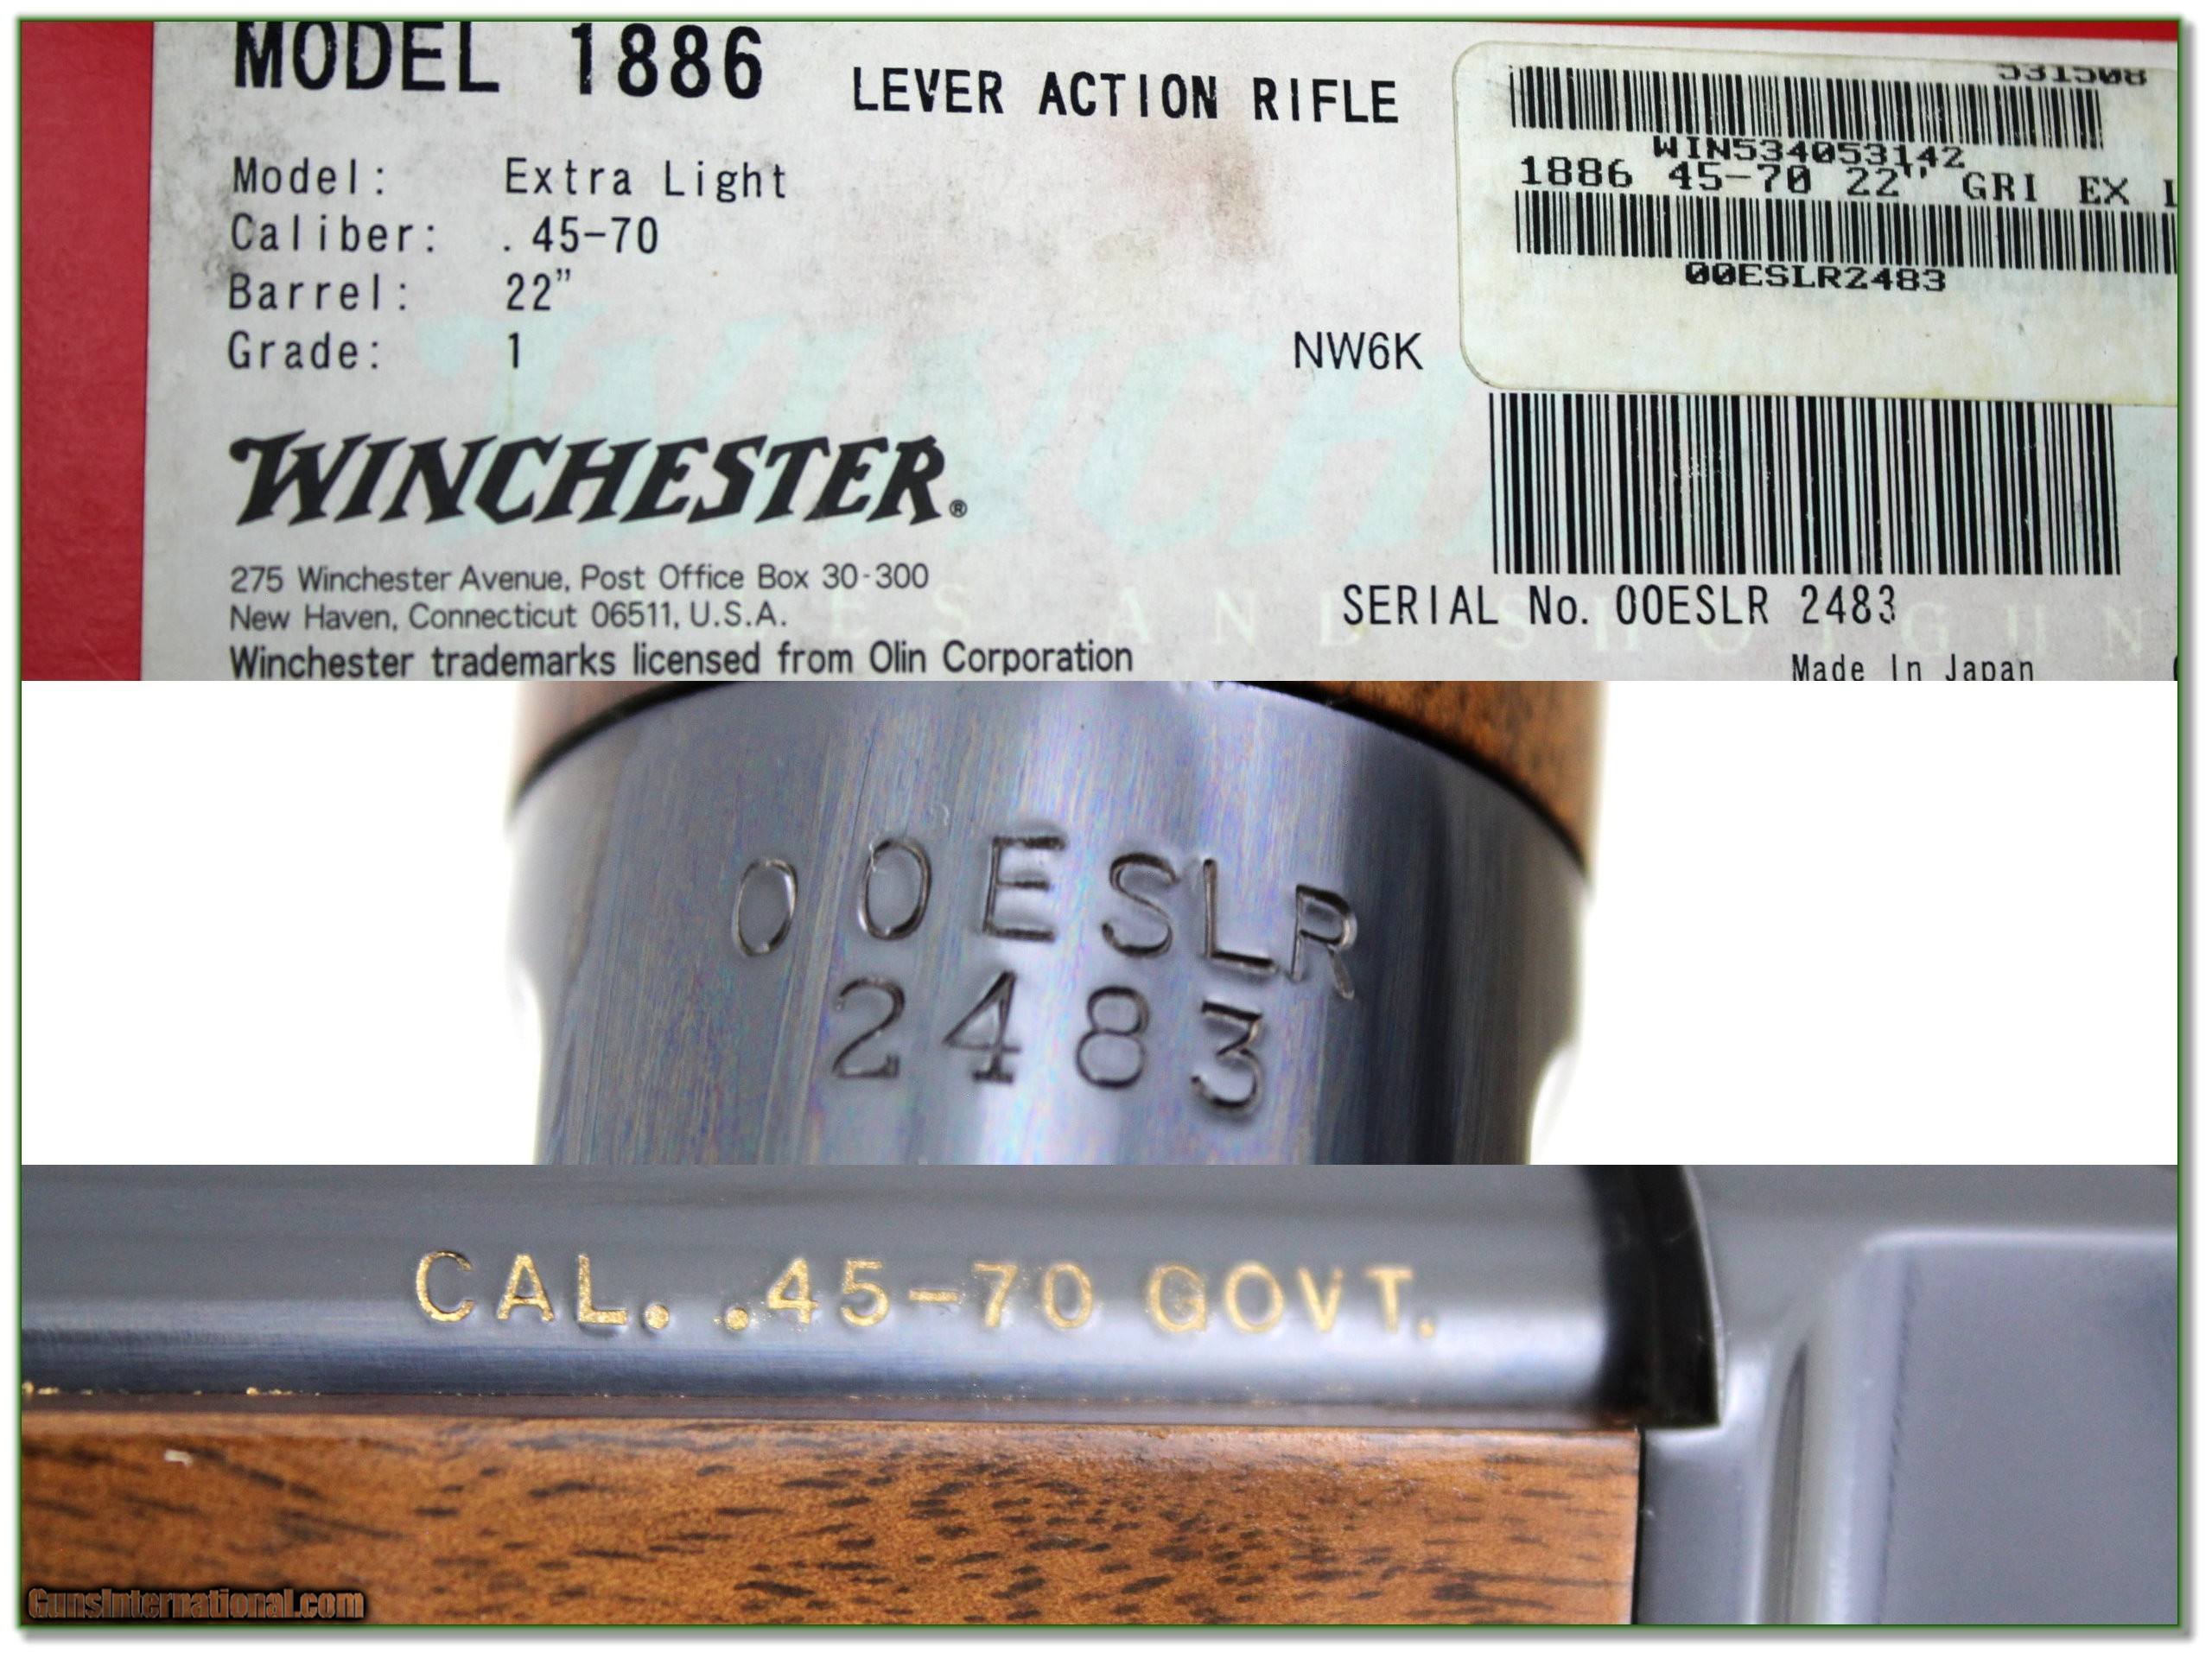 MODEL 1886 LEVER ACTION RIFLE
Model: Extra Light
Caliber: .45-70
Barrel: 22”
Grade: 1
NW6K
WINCHESTER®
275 Winchester Avenue, Post Office Box 30-300
New Haven, Connecticut 06511, U.S.A.
Winchester trademarks licensed from Olin Corporation
531508
WIN534053142
1886 45-70 22" GRI EX L
00ESLR2483
SERIAL No. 00ESLR 2483
Made In Japan
00ESLR
2483
CAL. .45-70 GOVT.
GunsInternational.com